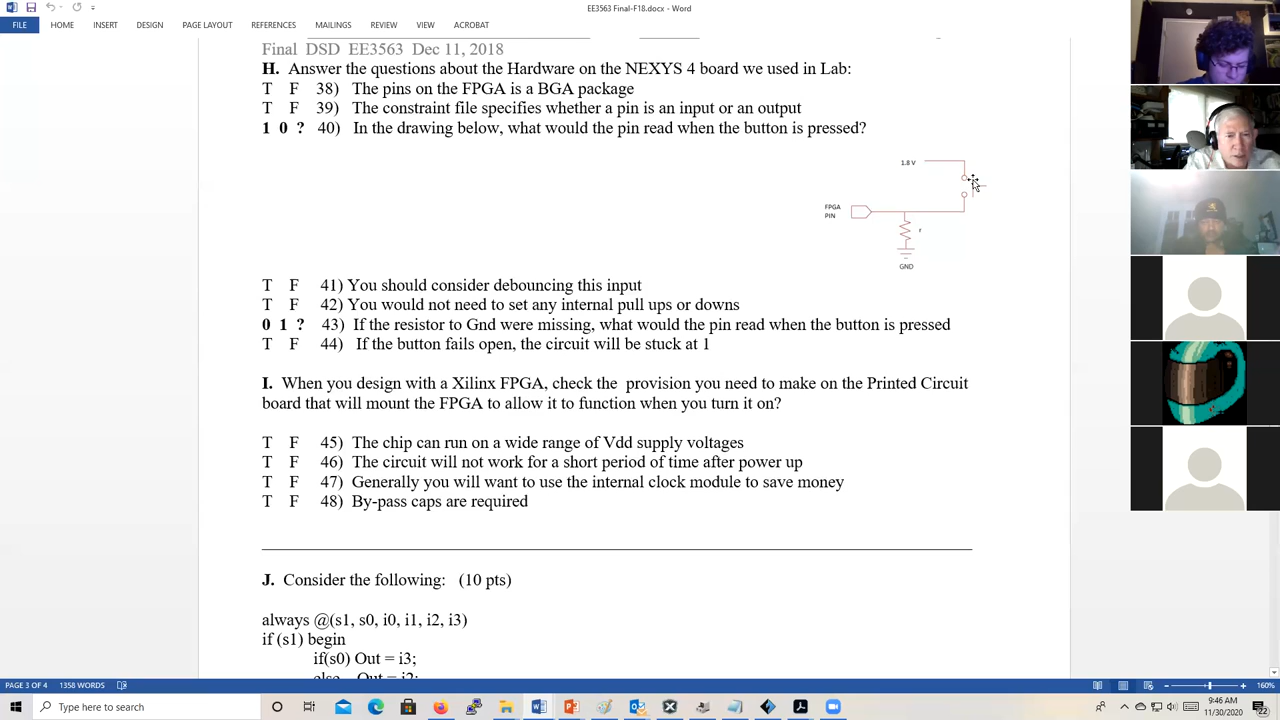 EE3563 Final-F18.docx - Word
FILE HOME INSERT DESIGN PAGE LAYOUT REFERENCES MAILINGS REVIEW VIEW ACROBAT
Final DSD EE3563 Dec 11, 2018
H. Answer the questions about the Hardware on the NEXYS 4 board we used in Lab:
T F 38) The pins on the FPGA is a BGA package
T F 39) The constraint file specifies whether a pin is an input or an output
1 0 ? 40) In the drawing below, what would the pin read when the button is pressed?
1.8 V
FPGA
PIN
r
GND
T F 41) You should consider debouncing this input
T F 42) You would not need to set any internal pull ups or downs
0 1 ? 43) If the resistor to Gnd were missing, what would the pin read when the button is pressed
T F 44) If the button fails open, the circuit will be stuck at 1
I. When you design with a Xilinx FPGA, check the provision you need to make on the Printed Circuit
board that will mount the FPGA to allow it to function when you turn it on?
T F 45) The chip can run on a wide range of Vdd supply voltages
T F 46) The circuit will not work for a short period of time after power up
T F 47) Generally you will want to use the internal clock module to save money
T F 48) By-pass caps are required
J. Consider the following: (10 pts)
always @(s1, s0, i0, i1, i2, i3)
if (s1) begin
if(s0) Out = i3;
else Out = i2;
PAGE 3 OF 4 1358 WORDS 160%
Type here to search
9:46 AM
11/30/2020
22